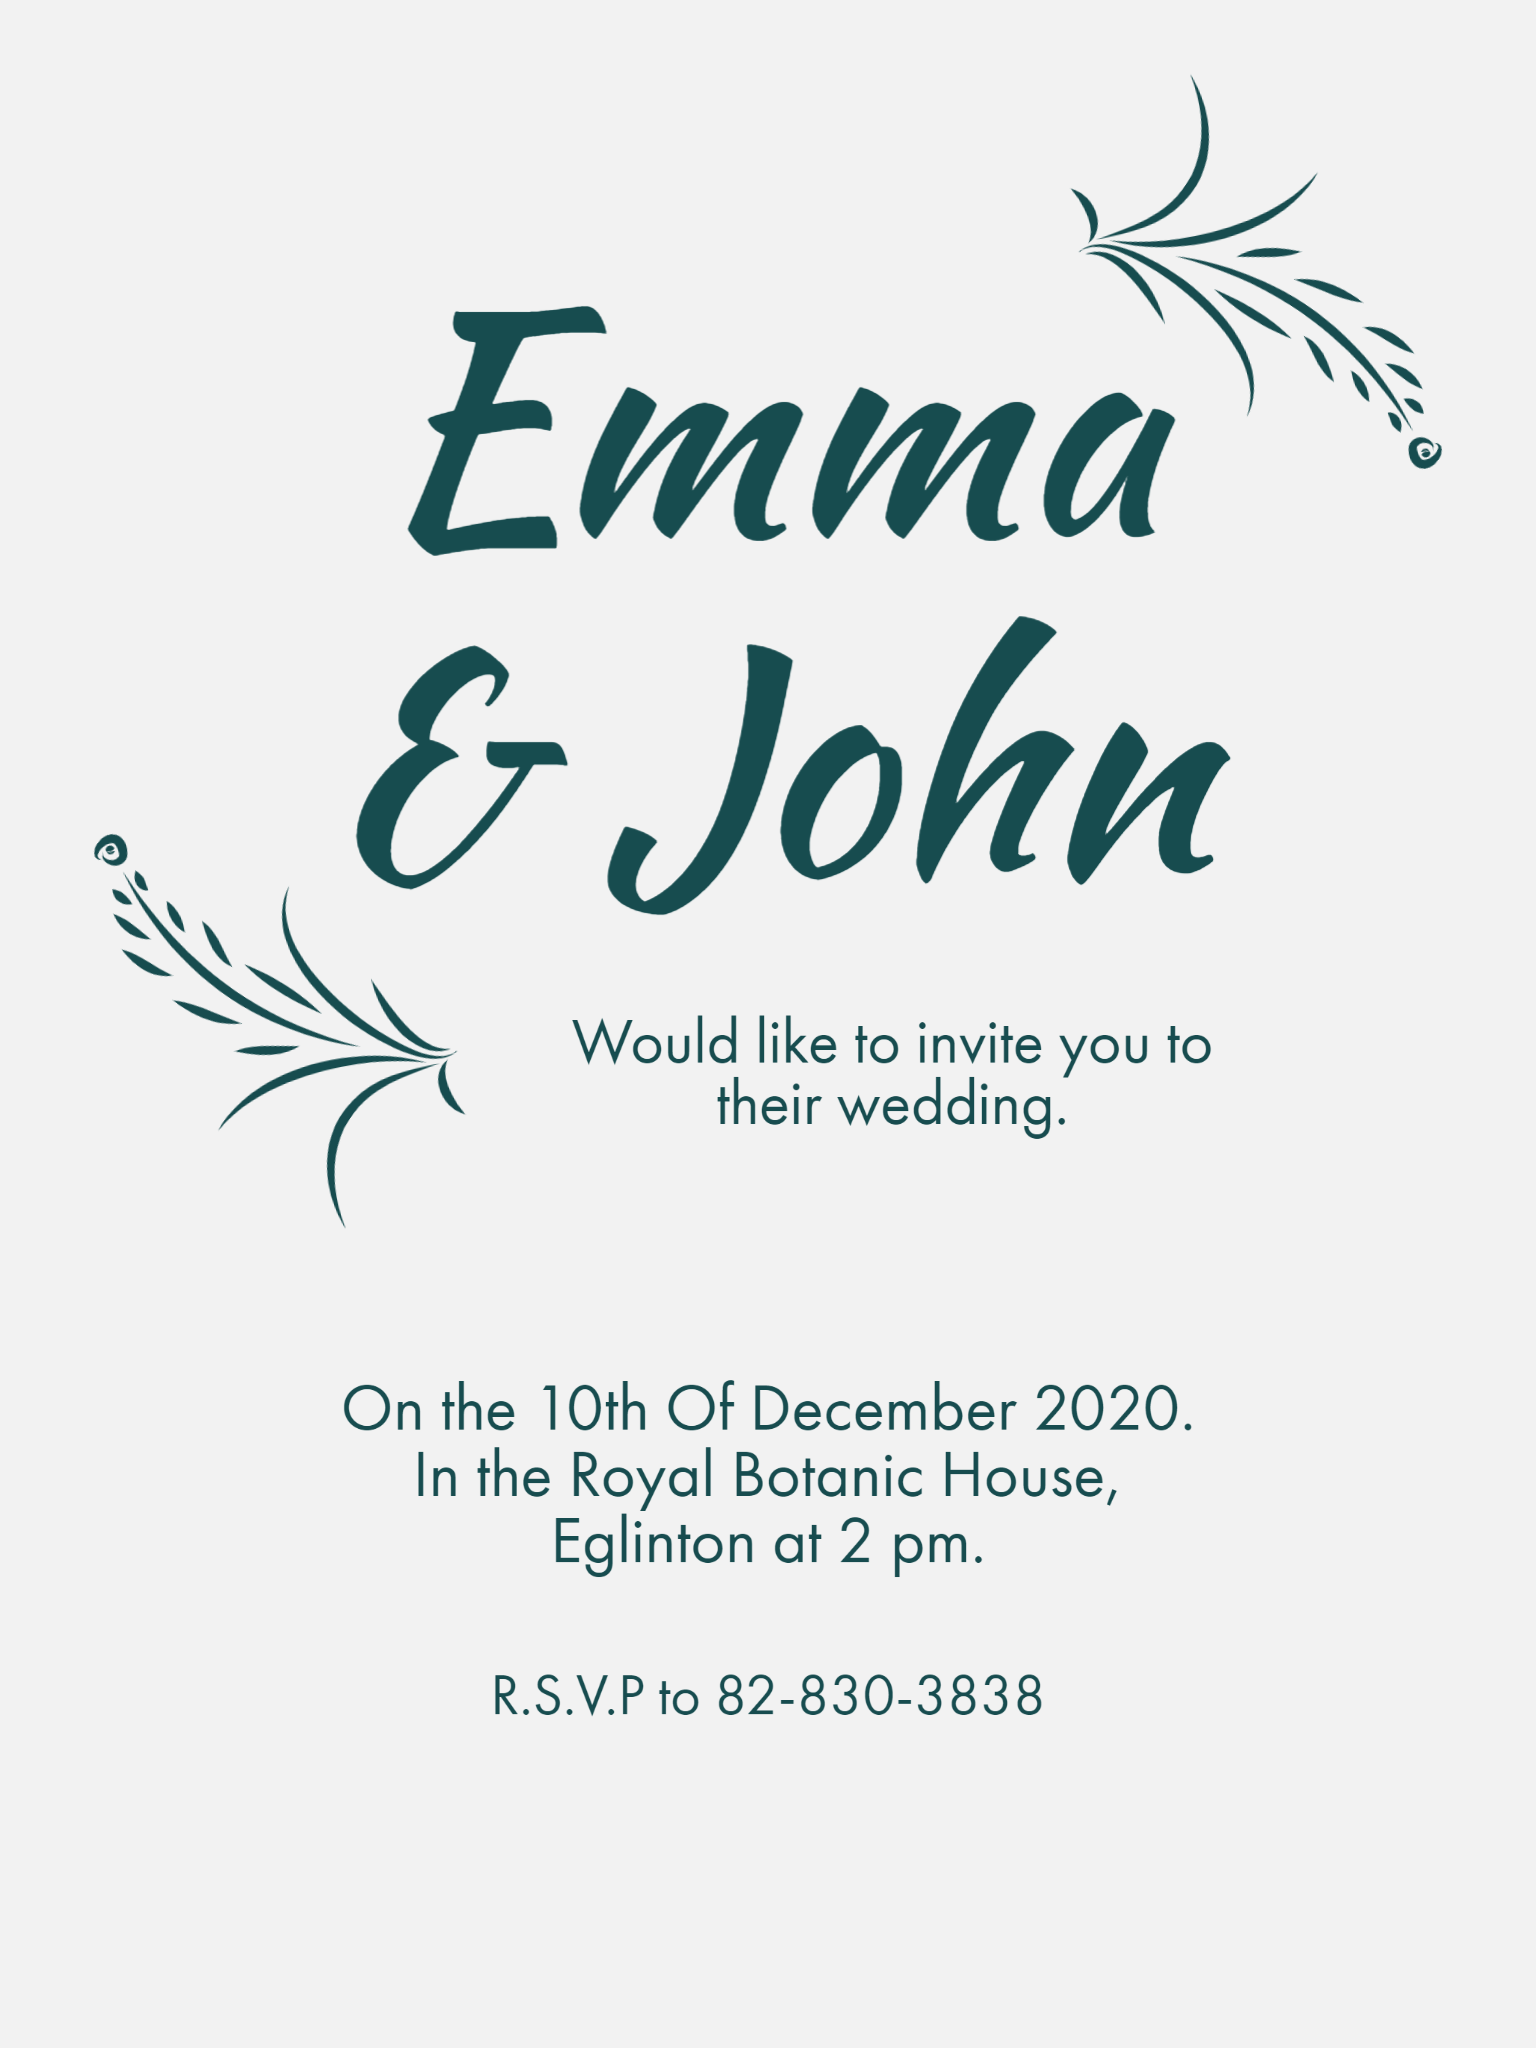 Emma
& John
Would like to invite you to
their wedding.
On the 10th Of December 2020.
In the Royal Botanic House,
Eglinton at 2 pm.
R.S.V.P to 82-830-3838